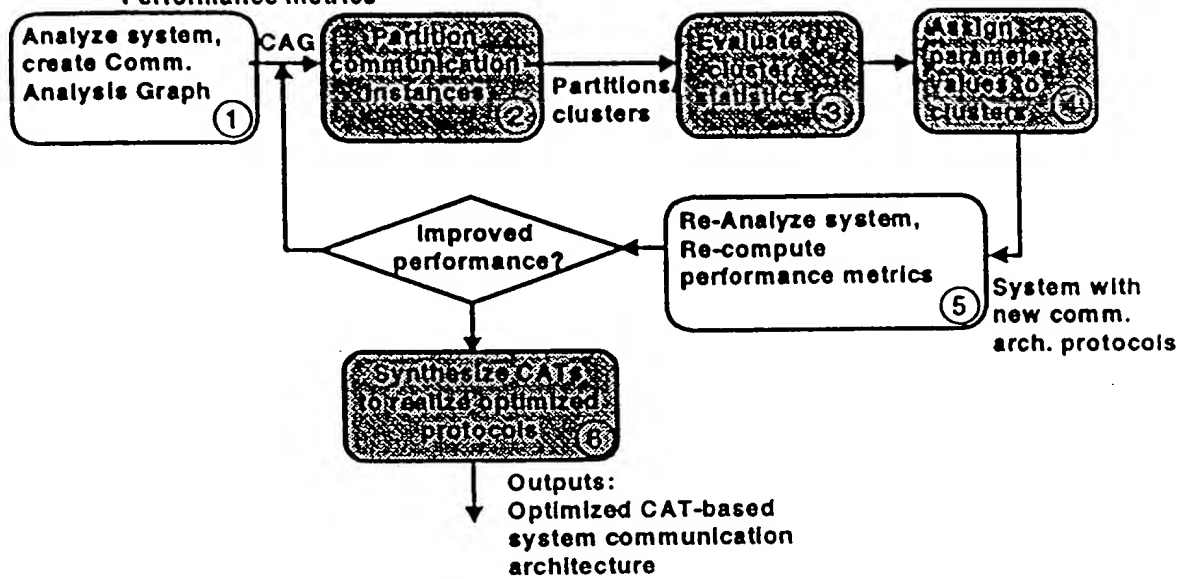 Performance metrics
Analyze system,
create Comm.
Analysis Graph
1
CAG
Partition
communication
instances
2
Partitions/
clusters
Evaluate
cluster
statistics
3
Assign
parameter
values to
clusters
4
Improved
performance?
Re-Analyze system,
Re-compute
performance metrics
5
System with
new comm.
arch. protocols
Synthesize CATs
to realize optimized
protocols
6
Outputs:
Optimized CAT-based
system communication
architecture